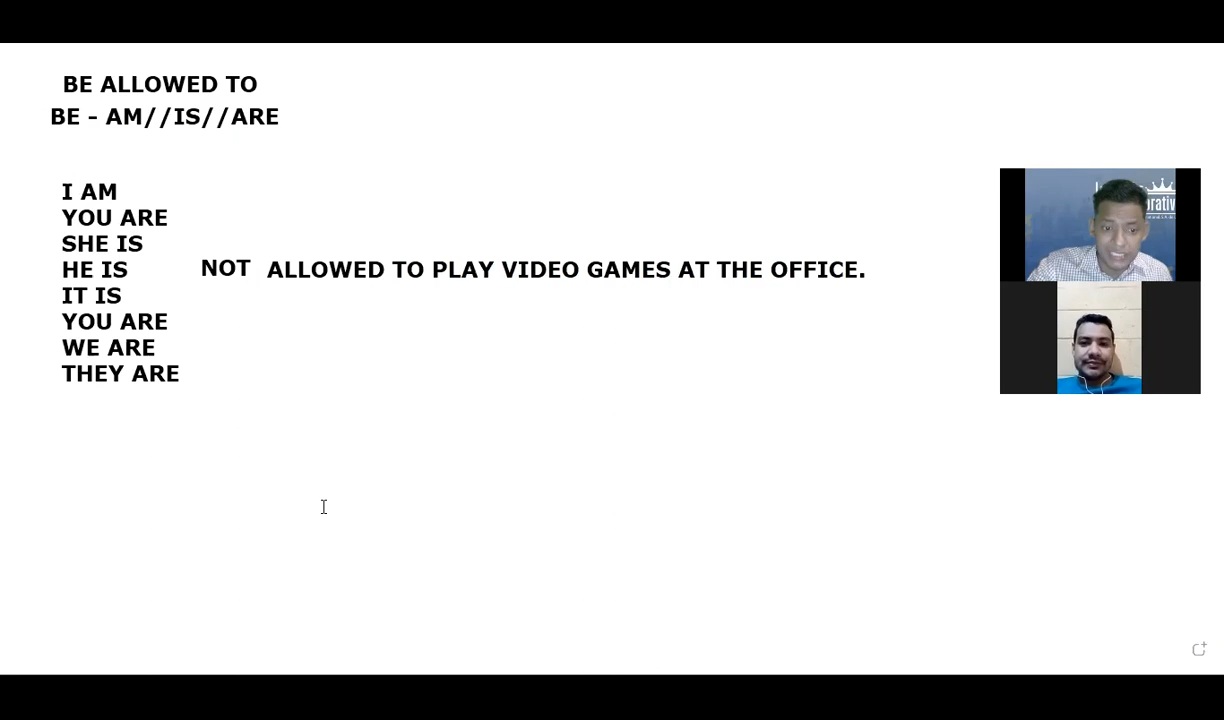 BE ALLOWED TO
BE - AM//IS//ARE
I AM
YOU ARE
SHE IS
HE IS
NOT ALLOWED TO PLAY VIDEO GAMES AT THE OFFICE.
IT IS
YOU ARE
WE ARE
THEY ARE